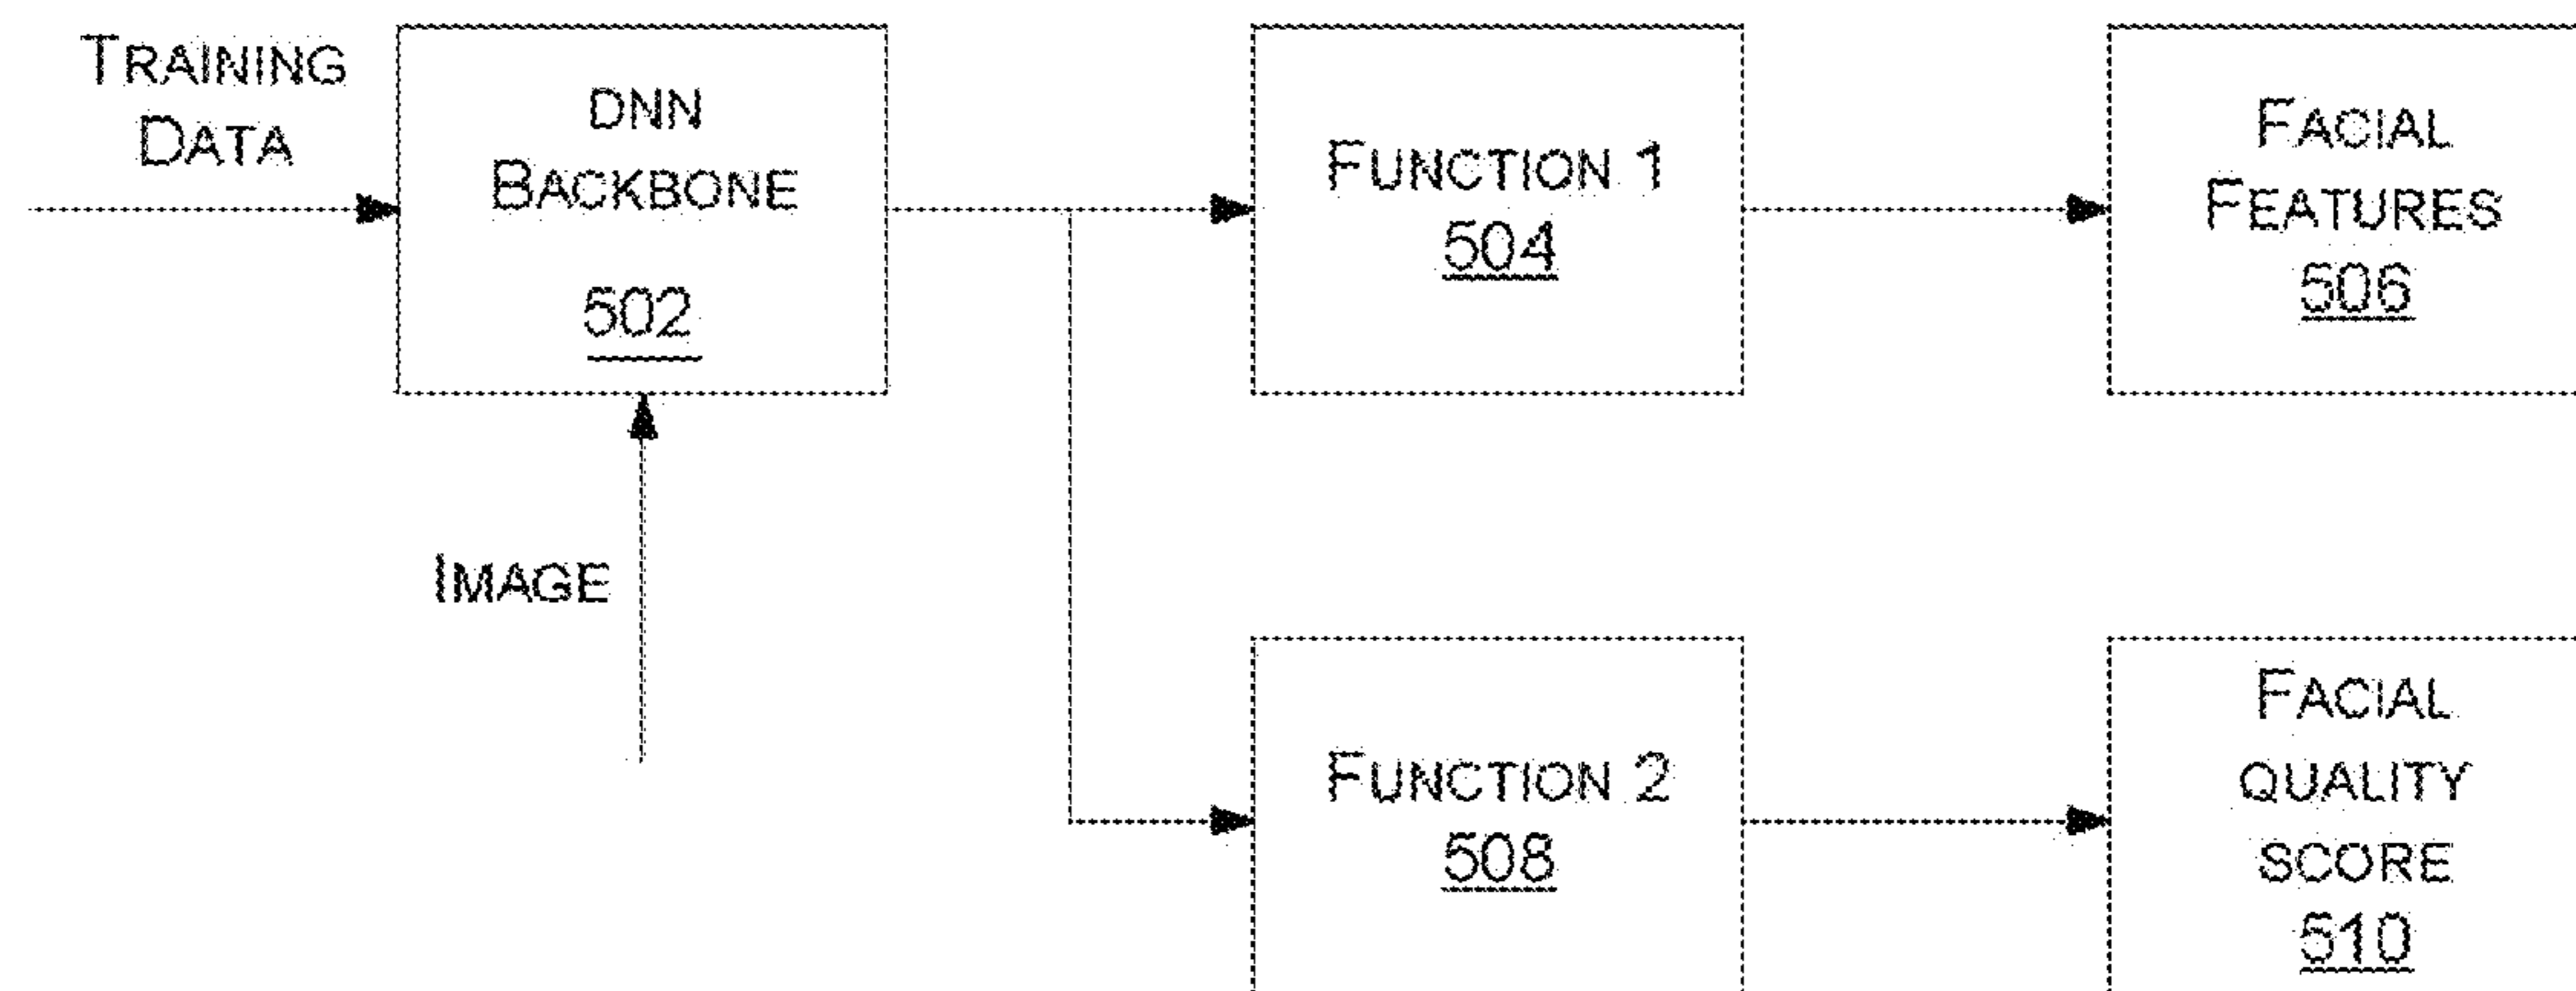 TRAINING
DATA
DNN
BACKBONE
502
FUNCTION 1
504
FACIAL
FEATURES
506
IMAGE
FUNCTION 2
508
FACIAL
QUALITY
SCORE
510